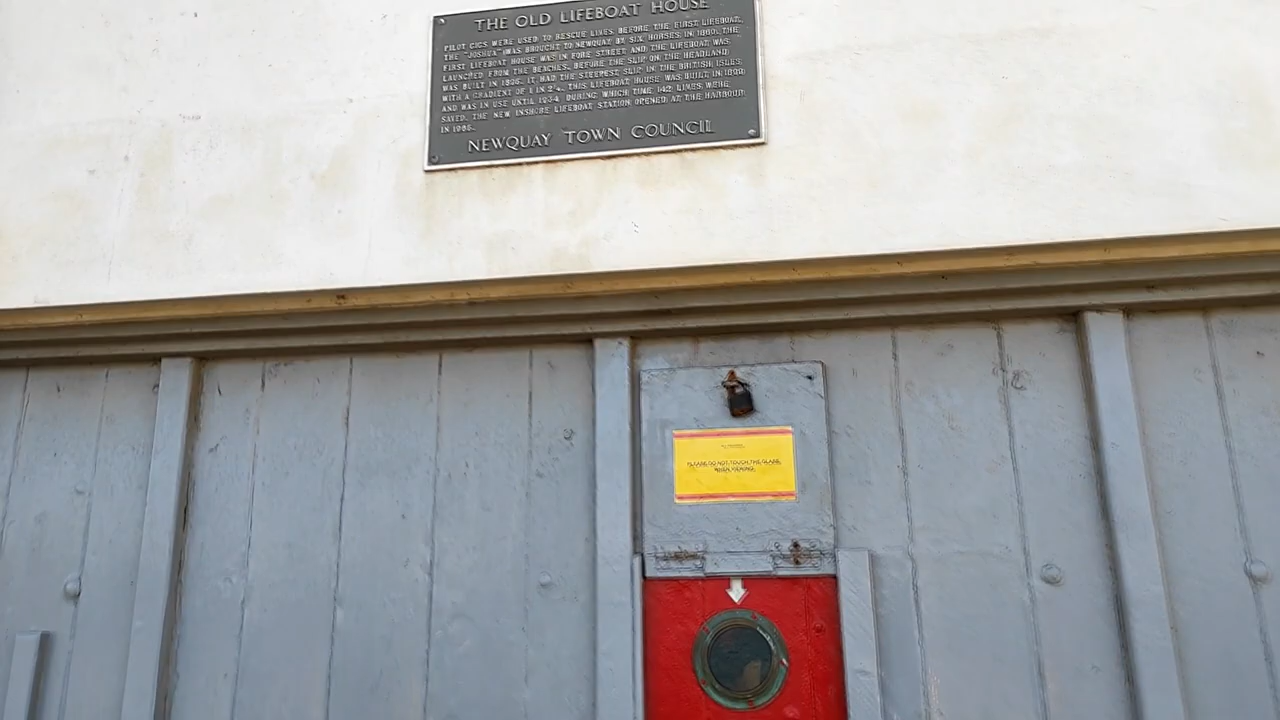 THE OLD LIFEBOAT HOUSE
PILOT GIGS WERE USED TO RESCUE LIVES BEFORE THE FIRST LIFEBOAT,
THE "JOSHUA" WAS BROUGHT TO NEWQUAY BY SIX HORSES IN 1860. THE
FIRST LIFEBOAT HOUSE WAS IN FORE STREET AND THE LIFEBOAT WAS
LAUNCHED FROM THE BEACHES, BEFORE THE SLIP ON THE HEADLAND
WAS BUILT IN 1895. IT HAD THE STEEPEST SLIP IN THE BRITISH ISLES
WITH A GRADIENT OF 1 IN 2¼. THIS LIFEBOAT HOUSE WAS BUILT IN 1899
AND WAS IN USE UNTIL 1934 DURING WHICH TIME 142 LIVES WERE
SAVED. THE NEW INSHORE LIFEBOAT STATION OPENED AT THE HARBOUR
IN 1965.
NEWQUAY TOWN COUNCIL
PLEASE DO NOT TOUCH THE GLASS
WHEN VIEWING